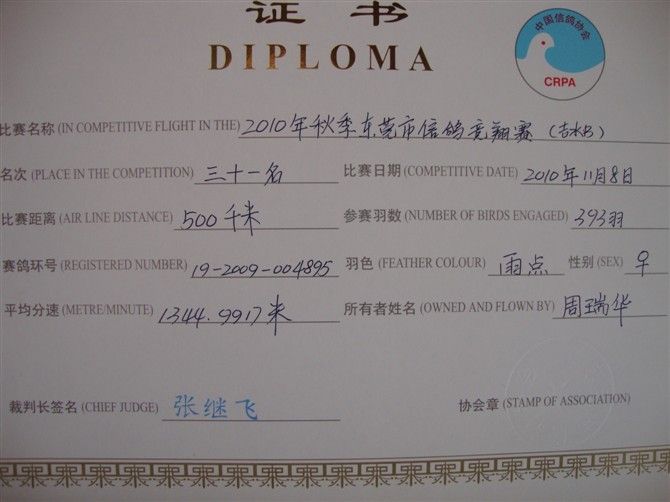 证书
DIPLOMA
中国信鸽协会
CRPA
比赛名称 (IN COMPETITIVE FLIGHT IN THE) 2010年秋季东莞市信鸽竞翔赛(吉水B)
名次 (PLACE IN THE COMPETITION) 三十一名 比赛日期 (COMPETITIVE DATE) 2010年11月8日
比赛距离 (AIR LINE DISTANCE) 500千米 参赛羽数 (NUMBER OF BIRDS ENGAGED) 393羽
赛鸽环号 (REGISTERED NUMBER) 19-2009-004895 羽色 (FEATHER COLOUR) 雨点 性别 (SEX) ♀
平均分速 (METRE/MINUTE) 1344.9917米 所有者姓名 (OWNED AND FLOWN BY) 周瑞华
裁判长签名 (CHIEF JUDGE) 张继飞 协会章 (STAMP OF ASSOCIATION)